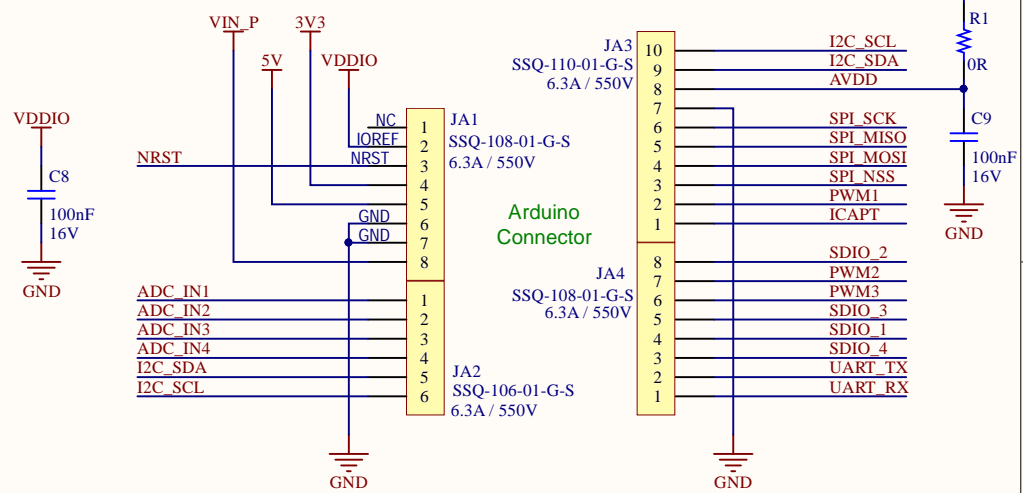 VIN_P
3V3
5V
VDDIO
VDDIO
C8
100nF
16V
GND
NRST
NC
IOREF
NRST
GND
GND
JA1
SSQ-108-01-G-S
6.3A / 550V
1
2
3
4
5
6
7
8
ADC_IN1
ADC_IN2
ADC_IN3
ADC_IN4
I2C_SDA
I2C_SCL
1
2
3
4
5
6
JA2
SSQ-106-01-G-S
6.3A / 550V
GND
Arduino
Connector
JA3
SSQ-110-01-G-S
6.3A / 550V
10
9
8
7
6
5
4
3
2
1
I2C_SCL
I2C_SDA
AVDD
SPI_SCK
SPI_MISO
SPI_MOSI
SPI_NSS
PWM1
ICAPT
JA4
SSQ-108-01-G-S
6.3A / 550V
8
7
6
5
4
3
2
1
SDIO_2
PWM2
PWM3
SDIO_3
SDIO_1
SDIO_4
UART_TX
UART_RX
GND
R1
0R
C9
100nF
16V
GND